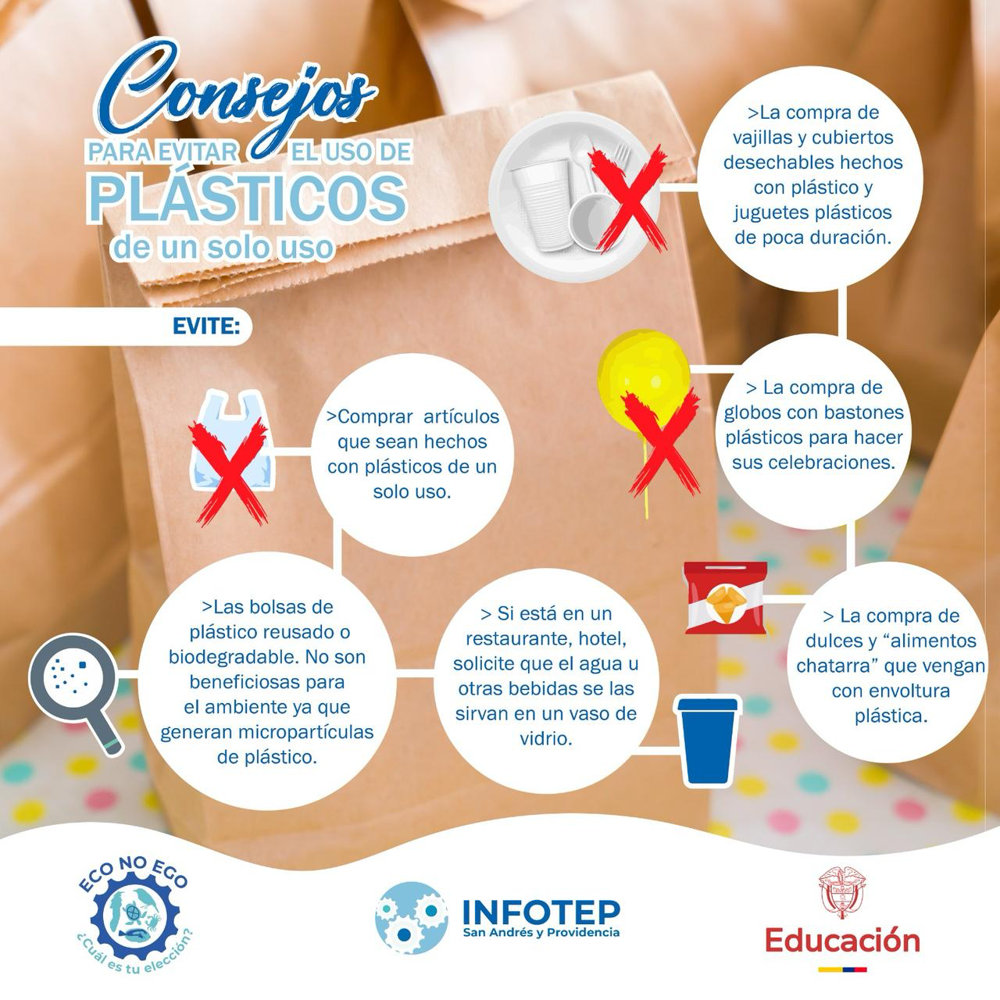 Consejos
PARA EVITAR EL USO DE
PLÁSTICOS
de un solo uso
EVITE:
>Comprar artículos
que sean hechos
con plásticos de un
solo uso.
>Las bolsas de
plástico reusado o
biodegradable. No son
beneficiosas para
el ambiente ya que
generan micropartículas
de plástico.
> Si está en un
restaurante, hotel,
solicite que el agua u
otras bebidas se las
sirvan en un vaso de
vidrio.
>La compra de
vajillas y cubiertos
desechables hechos
con plástico y
juguetes plásticos
de poca duración.
> La compra de
globos con bastones
plásticos para hacer
sus celebraciones.
> La compra de
dulces y “alimentos
chatarra” que vengan
con envoltura
plástica.
ECO NO EGO
¿Cuál es tu elección?
INFOTEP
San Andrés y Providencia
Educación